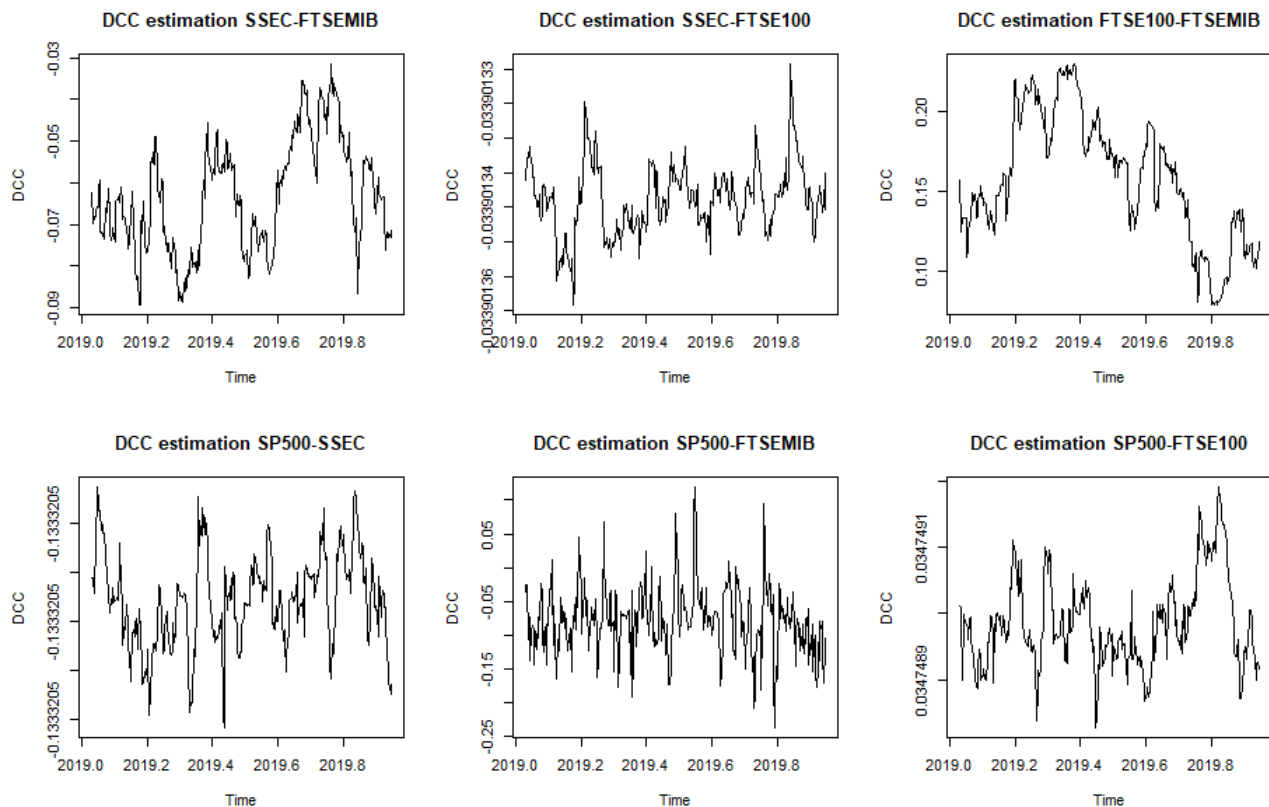 DCC estimation SSEC-FTSEMIB
DCC estimation SSEC-FTSE100
DCC estimation FTSE100-FTSEMIB
-0.03
-0.05
-0.07
-0.09
DCC
2019.0 2019.2 2019.4 2019.6 2019.8
Time
-0.03390133
-0.03390134
-0.03390134
-0.03390136
-0.03390136
DCC
2019.0 2019.2 2019.4 2019.6 2019.8
Time
0.20
0.15
0.10
DCC
2019.0 2019.2 2019.4 2019.6 2019.8
Time
DCC estimation SP500-SSEC
DCC estimation SP500-FTSEMIB
DCC estimation SP500-FTSE100
-0.1333205
-0.1333205
-0.1333205
DCC
2019.0 2019.2 2019.4 2019.6 2019.8
Time
0.05
-0.05
-0.15
-0.25
DCC
2019.0 2019.2 2019.4 2019.6 2019.8
Time
0.0347491
0.0347489
DCC
2019.0 2019.2 2019.4 2019.6 2019.8
Time